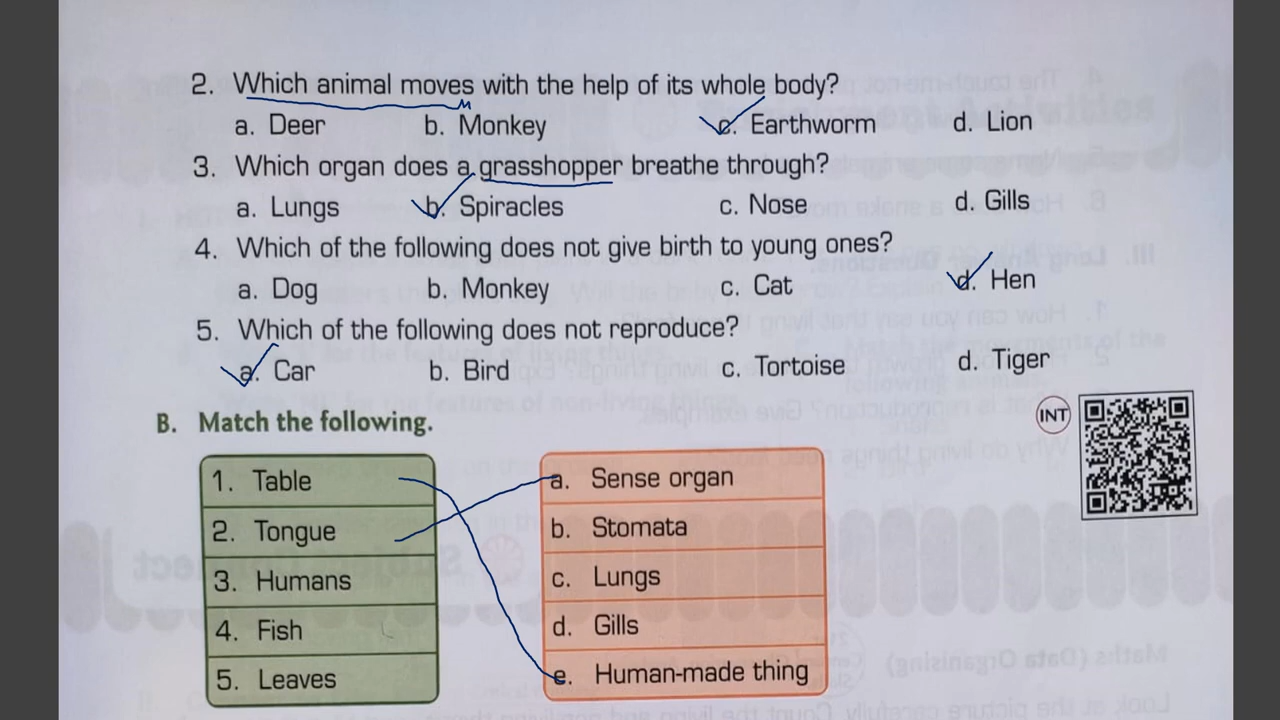 2. Which animal moves with the help of its whole body?
a. Deer b. Monkey c. Earthworm d. Lion
3. Which organ does a grasshopper breathe through?
a. Lungs b. Spiracles c. Nose d. Gills
4. Which of the following does not give birth to young ones?
a. Dog b. Monkey c. Cat d. Hen
5. Which of the following does not reproduce?
a. Car b. Bird c. Tortoise d. Tiger
B. Match the following.
INT
1. Table a. Sense organ
2. Tongue b. Stomata
3. Humans c. Lungs
4. Fish d. Gills
5. Leaves e. Human-made thing